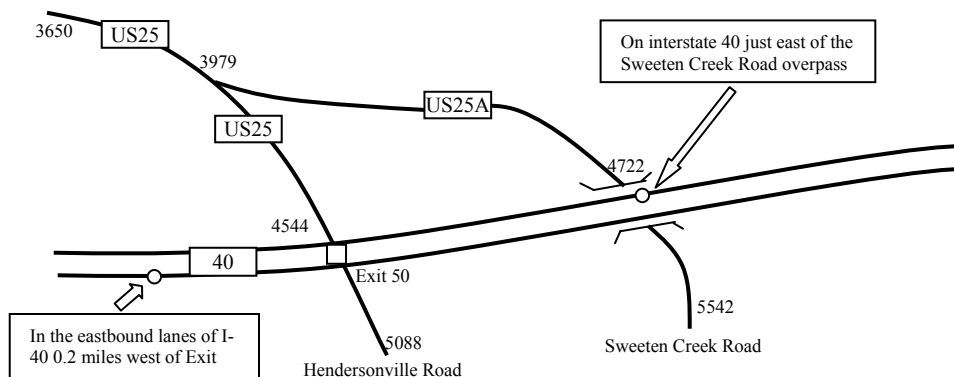 3650
US25
3979
On interstate 40 just east of the
Sweeten Creek Road overpass
US25A
US25
4722
4544
40
Exit 50
In the eastbound lanes of I-
40 0.2 miles west of Exit
5088
Hendersonville Road
5542
Sweeten Creek Road